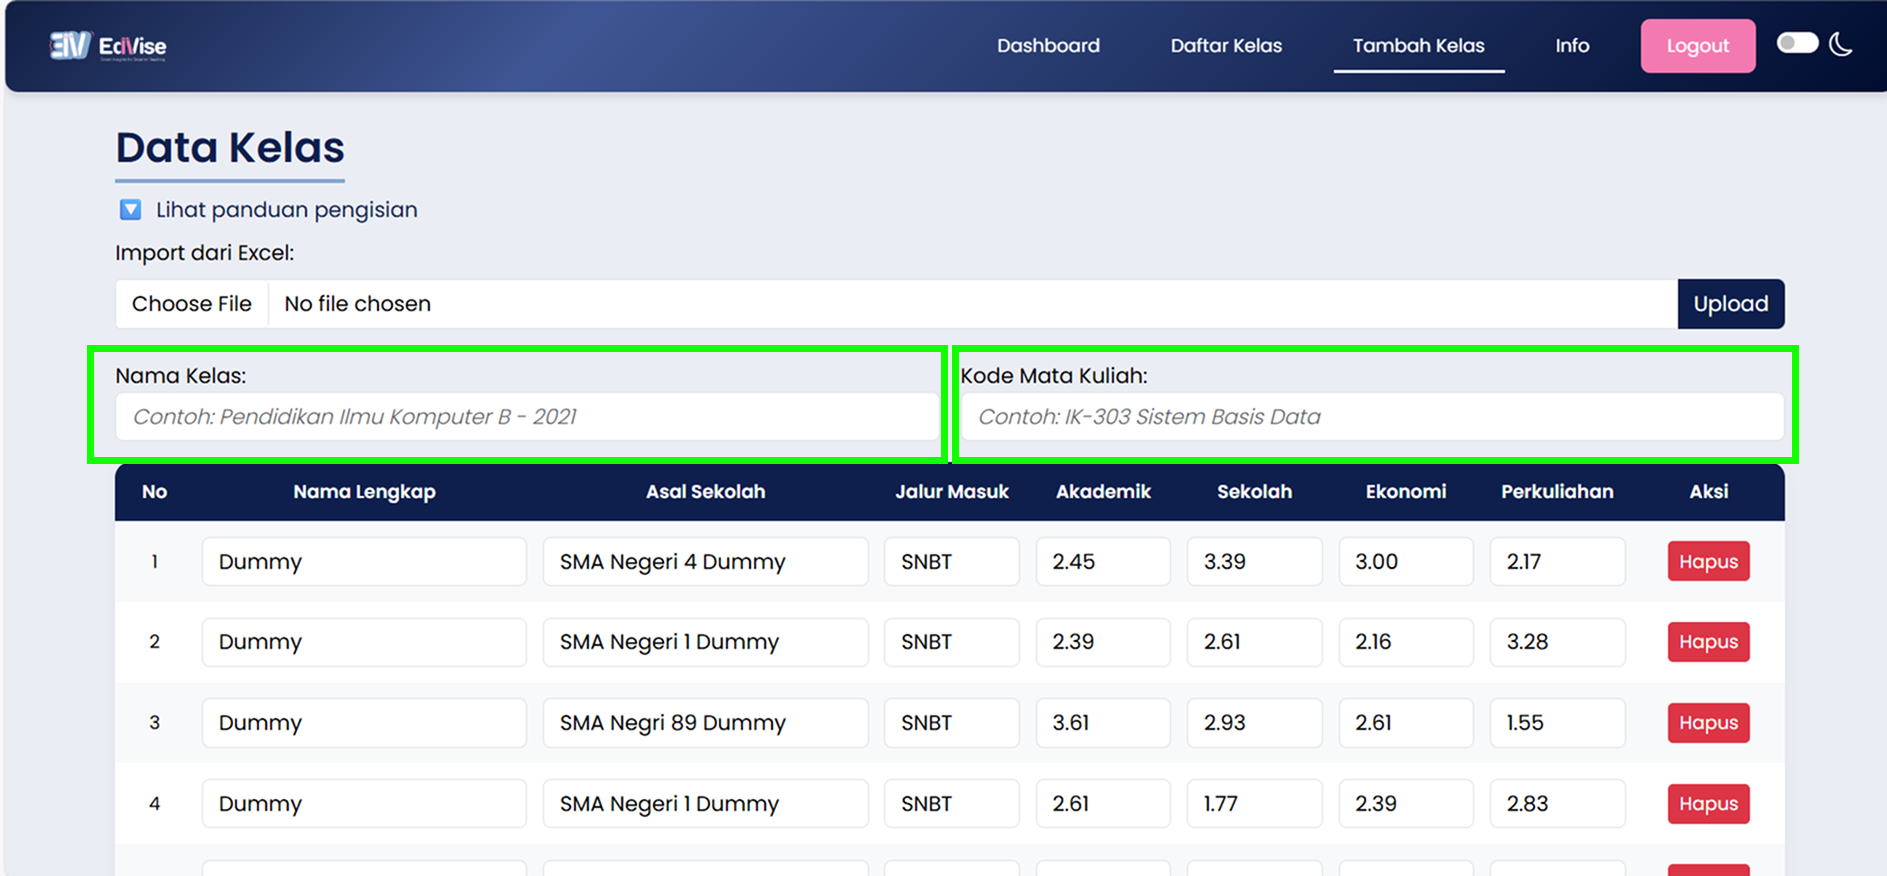 EdVise
Dashboard Daftar Kelas Tambah Kelas Info Logout
Data Kelas
Lihat panduan pengisian
Import dari Excel:
Choose File No file chosen Upload
Nama Kelas: Kode Mata Kuliah:
Contoh: Pendidikan Ilmu Komputer B - 2021 Contoh: IK-303 Sistem Basis Data
No Nama Lengkap Asal Sekolah Jalur Masuk Akademik Sekolah Ekonomi Perkuliahan Aksi
1 Dummy SMA Negeri 4 Dummy SNBT 2.45 3.39 3.00 2.17 Hapus
2 Dummy SMA Negeri 1 Dummy SNBT 2.39 2.61 2.16 3.28 Hapus
3 Dummy SMA Negri 89 Dummy SNBT 3.61 2.93 2.61 1.55 Hapus
4 Dummy SMA Negeri 1 Dummy SNBT 2.61 1.77 2.39 2.83 Hapus